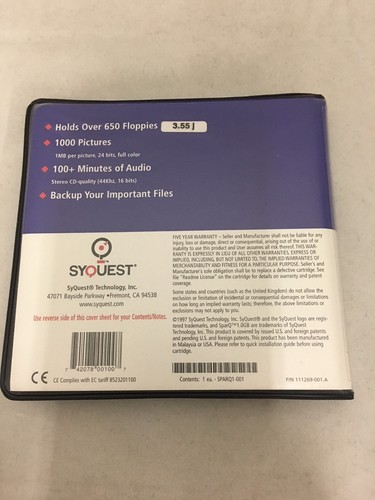 Holds Over 650 Floppies 3.55 J
1000 Pictures
1MB per picture, 24 bits, full color
100+ Minutes of Audio
Stereo CD-quality (44Khz, 16 bits)
Backup Your Important Files
SYQUEST®
SyQuest® Technology, Inc.
47071 Bayside Parkway • Fremont, CA 94538
www.syquest.com
Use reverse side of this cover sheet for your Contents/Notes.
7 42078 00100 7
CE CE Complies with EC tariff 8523201100
FIVE YEAR WARRANTY – Seller and Manufacturer shall not be liable for any
injury, loss or damage, direct or consequential, arising out of the use of or
inability to use this product and User assumes all risk. THIS WARRAN-
TY IS EXPRESSLY IN LIEU OF ALL OTHER WARRANTIES, EXPRESS OR
IMPLIED, INCLUDING, BUT NOT LIMITED TO, THE IMPLIED WARRANTIES OF
MERCHANTABILITY AND FITNESS FOR A PARTICULAR PURPOSE. Seller's and
Manufacturer's sole obligation shall be to replace a defective cartridge. See
file "Readme License" on the cartridge for details on warranty and patent
coverage.
Some states and countries (such as the United Kingdom) do not allow the
exclusion or limitation of incidental or consequential damages or limitations
on how long an implied warranty may last, therefore, the above limitations or
exclusions may not apply to you.
©1997 SyQuest Technology, Inc. SyQuest® and the Syquest logo are regis-
tered trademarks, and SparQ™1.0GB are trademarks of SyQuest
Technology, Inc. This product is covered by issued U.S. and foreign patents
and pending U.S. and foreign patents. This product has been manufactured
in Malaysia or USA. Please refer to quick installation guide before using
cartridge.
Contents: 1 ea. - SPARQ1-001
P/N 111269-001.A